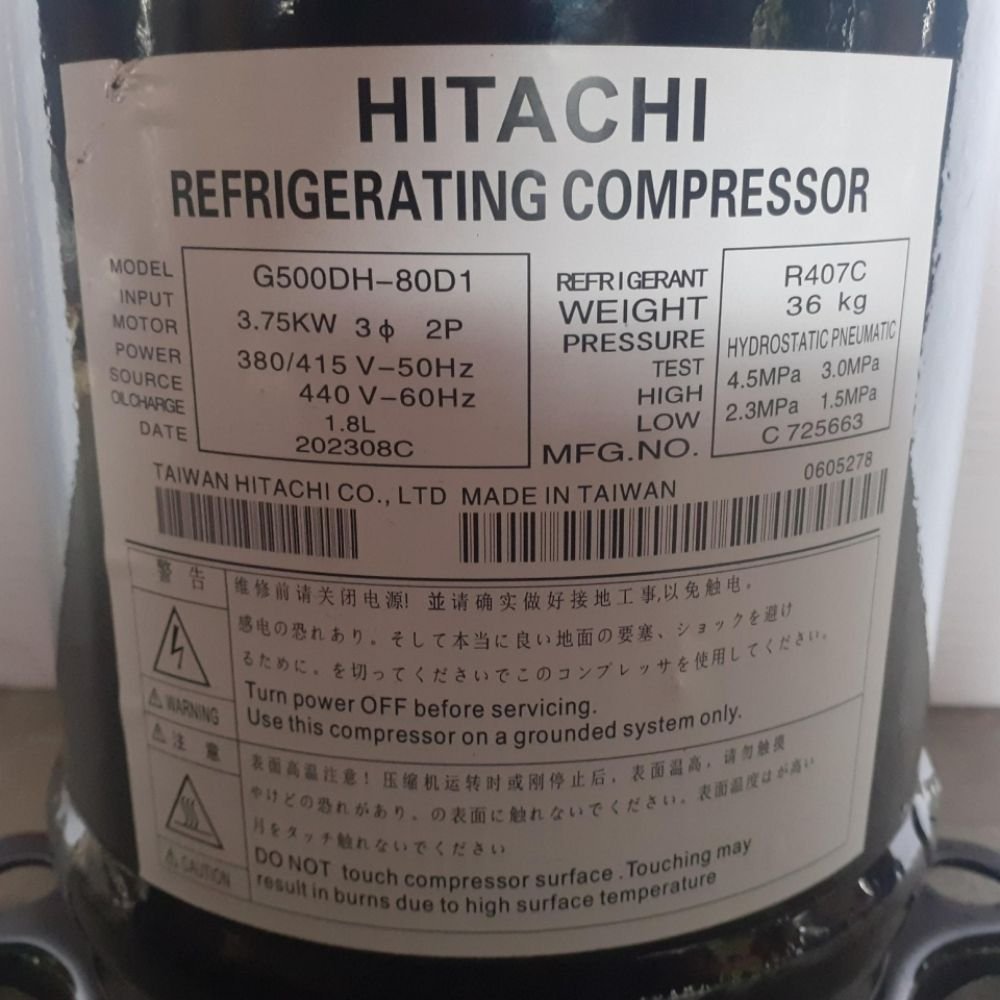 HITACHI
REFRIGERATING COMPRESSOR
MODEL G500DH-80D1
INPUT
MOTOR 3.75KW 3φ 2P
POWER 380/415 V-50Hz
SOURCE 440 V-60Hz
OILCHARGE 1.8L
DATE 202308C
REFRIGERANT R407C
WEIGHT 36 kg
PRESSURE HYDROSTATIC PNEUMATIC
TEST
HIGH 4.5MPa 3.0MPa
LOW 2.3MPa 1.5MPa
MFG.NO. C 725663
TAIWAN HITACHI CO., LTD MADE IN TAIWAN 0605278
警 告
维修前请关闭电源! 並请确实做好接地工事,以免触电。
感电の恐れあり。そして本当に良い地面の要塞、ショックを避け
るために。を切ってくださいでこのコンプレッサを使用してください。
Turn power OFF before servicing.
Use this compressor on a grounded system only.
WARNING
注 意
表面高温注意！压缩机运转时或刚停止后，表面温高，请勿触摸
やけどの恐れがあり。の表面に触れないでください。表面温度はが高い
月をタッチ触れないでください
DO NOT touch compressor surface .Touching may
result in burns due to high surface temperature
CAUTION